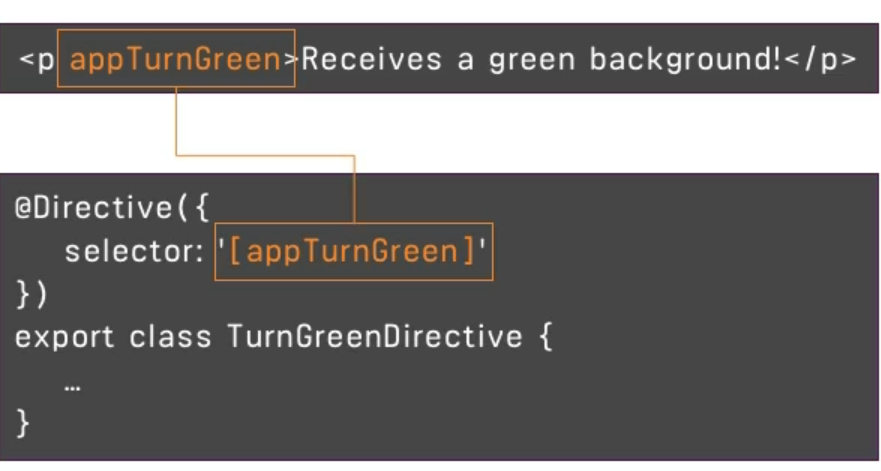 <p appTurnGreen>Receives a green background!</p>
@Directive({
selector: '[appTurnGreen]'
})
export class TurnGreenDirective {
…
}